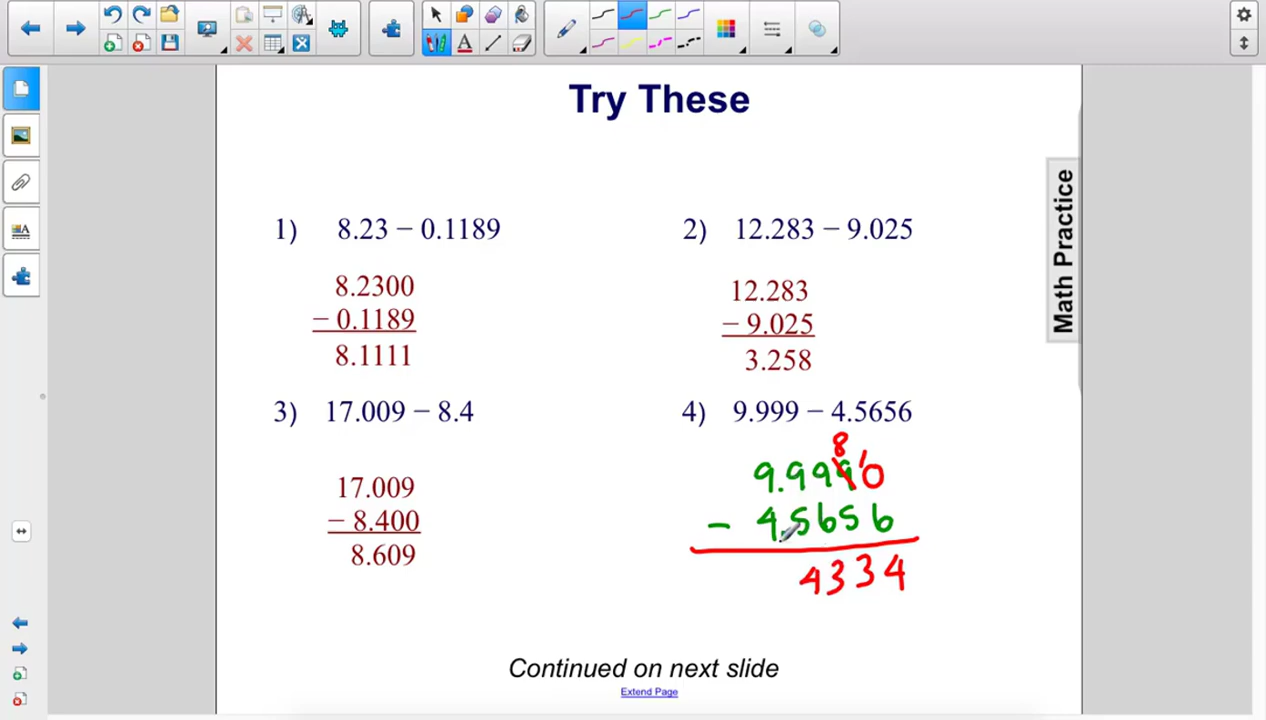 Try These
Math Practice
1) 8.23 − 0.1189
8.2300
− 0.1189
8.1111
2) 12.283 − 9.025
12.283
− 9.025
3.258
3) 17.009 − 8.4
17.009
− 8.400
8.609
4) 9.999 − 4.5656
8 1
9.9990
− 4.5656
4334
Continued on next slide
Extend Page